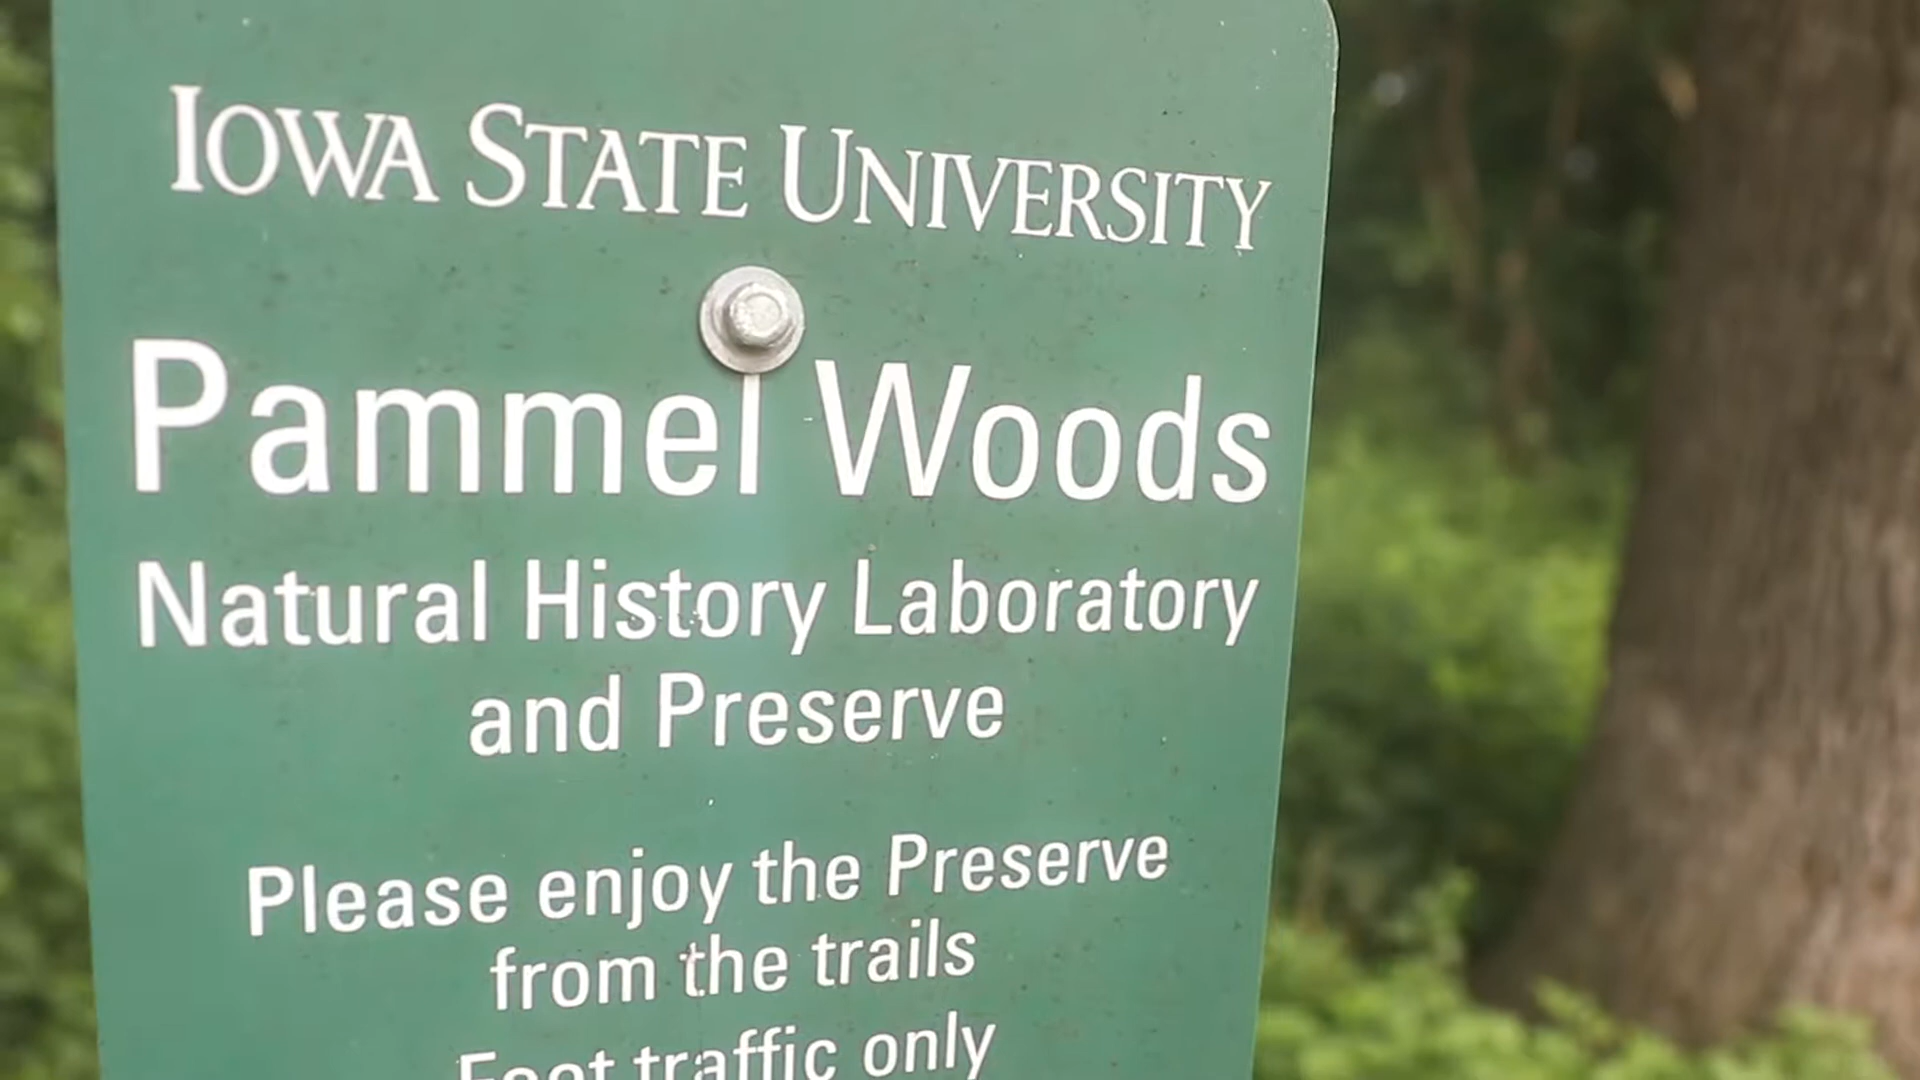 IOWA STATE UNIVERSITY
Pammel Woods
Natural History Laboratory
and Preserve
Please enjoy the Preserve
from the trails
Foot traffic only